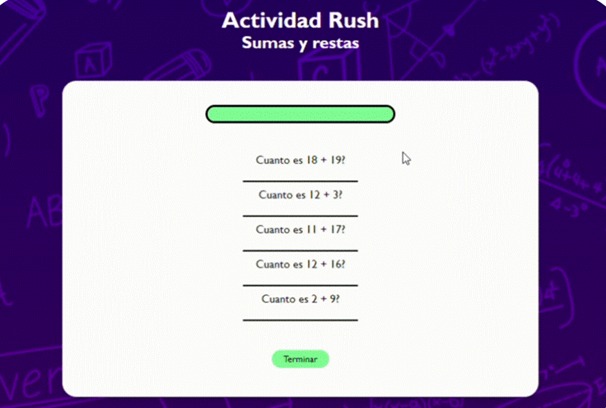 Actividad Rush
Sumas y restas
Cuanto es 18 + 19?
Cuanto es 12 + 3?
Cuanto es 11 + 17?
Cuanto es 12 + 16?
Cuanto es 2 + 9?
Terminar